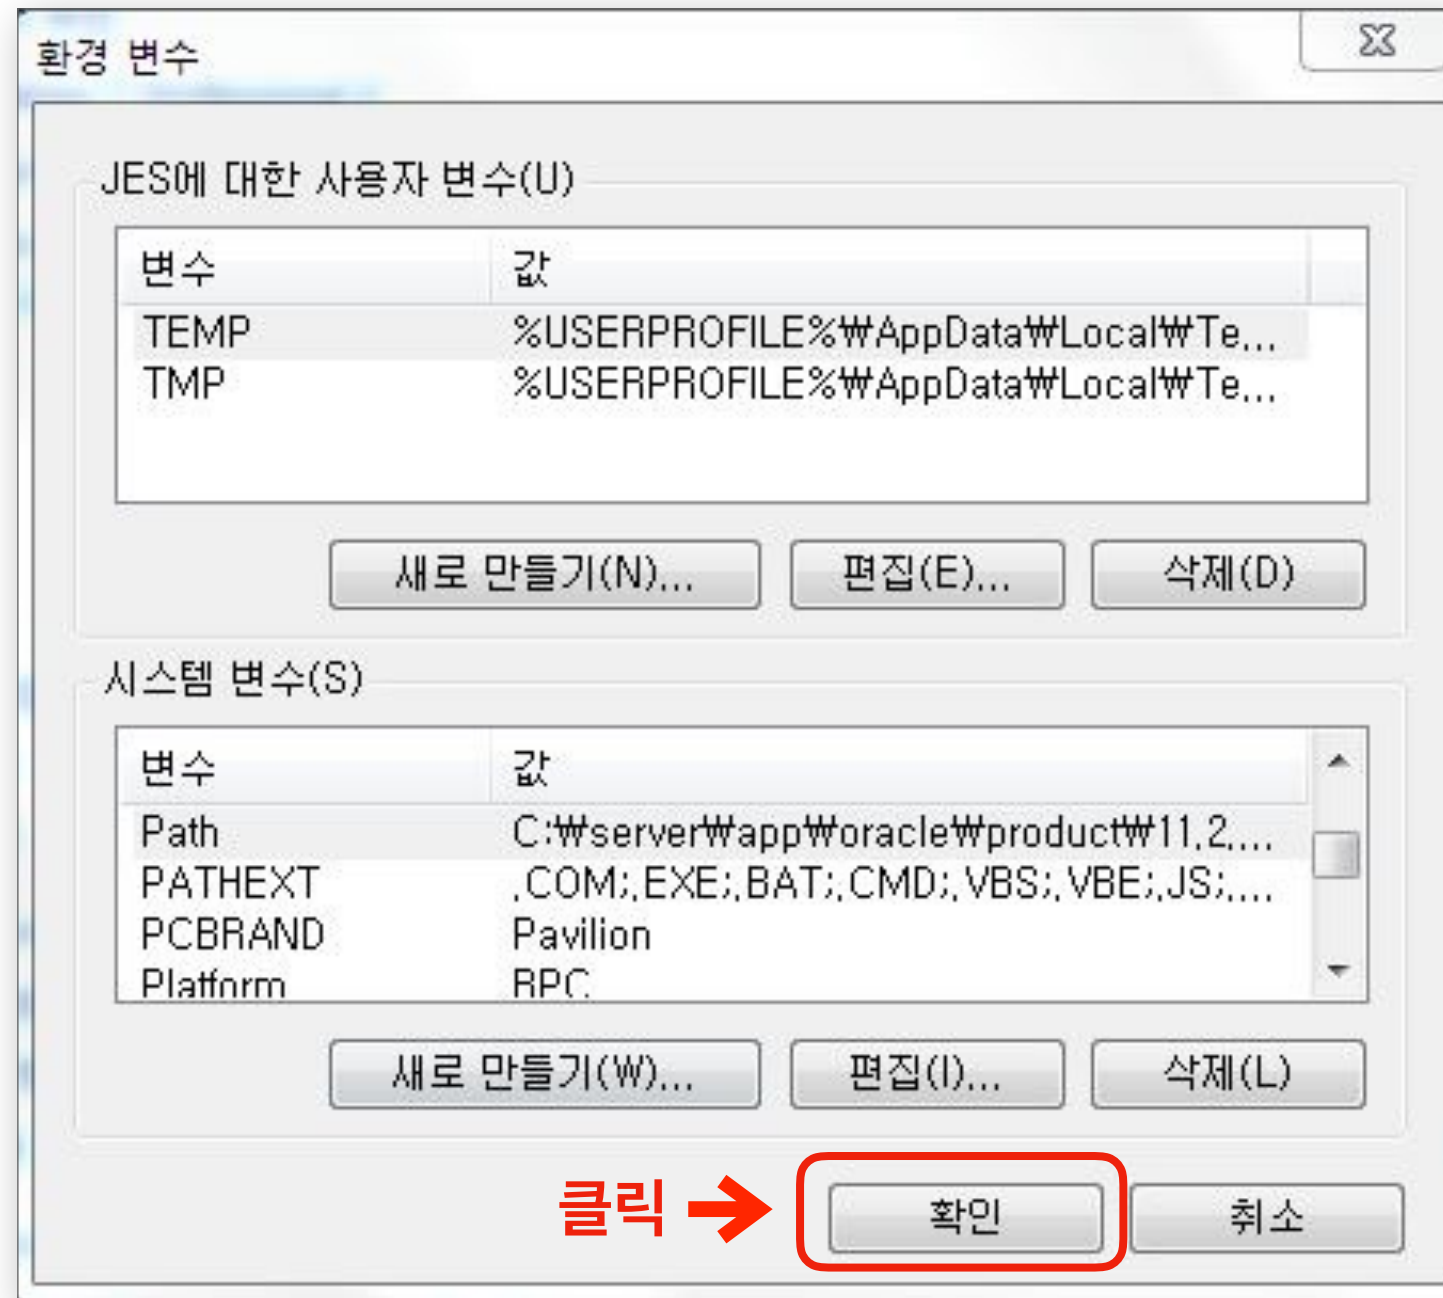 환경 변수
JES에 대한 사용자 변수(U)
변수 값
TEMP %USERPROFILE%₩AppData₩Local₩Te...
TMP %USERPROFILE%₩AppData₩Local₩Te...
새로 만들기(N)... 편집(E)... 삭제(D)
시스템 변수(S)
변수 값
Path C:₩server₩app₩oracle₩product₩11.2....
PATHEXT .COM;.EXE;.BAT;.CMD;.VBS;.VBE;.JS;....
PCBRAND Pavilion
Platform BPC
새로 만들기(W)... 편집(I)... 삭제(L)
클릭 → 확인 취소